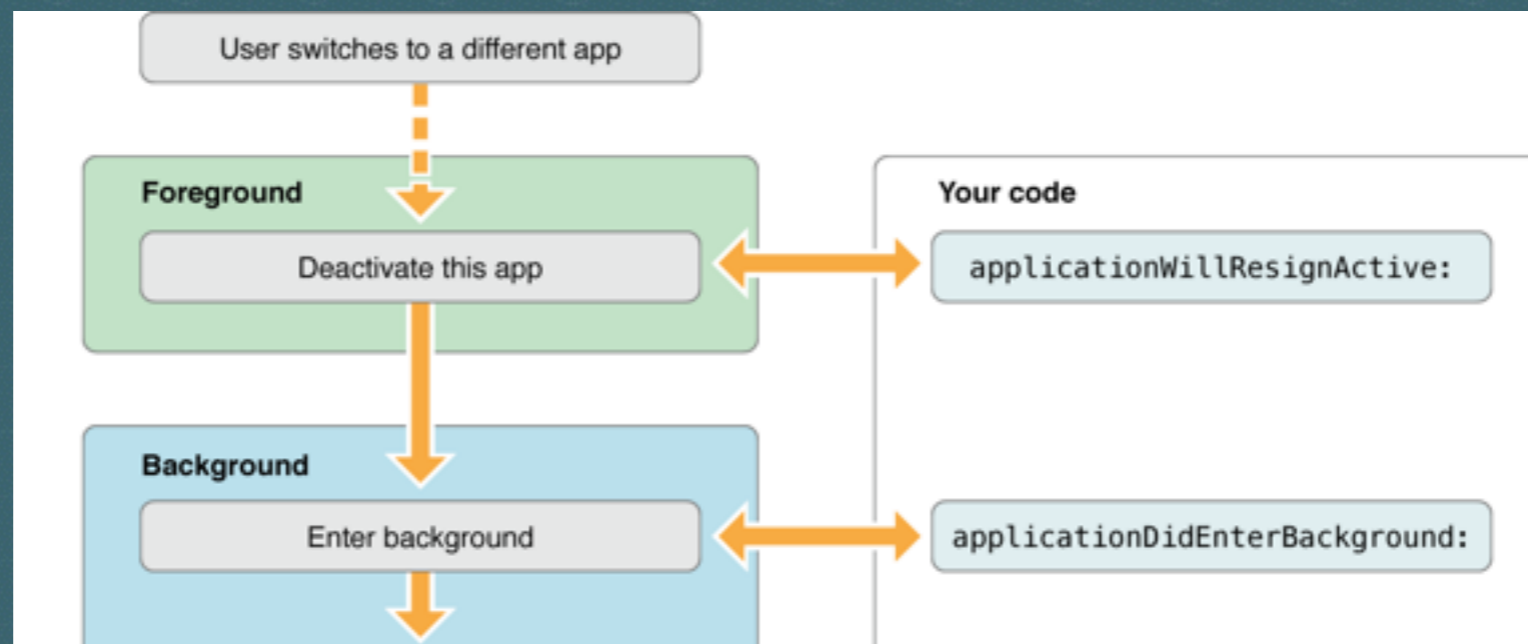 User switches to a different app
Foreground
Your code
Deactivate this app
applicationWillResignActive:
Background
Enter background
applicationDidEnterBackground: